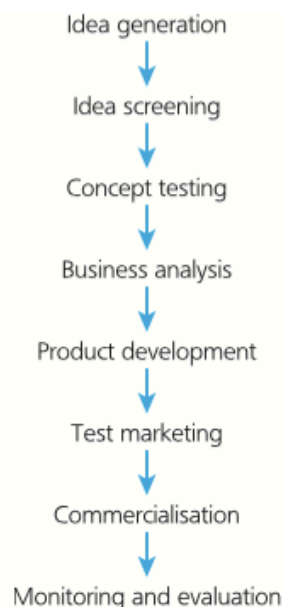 Idea generation
Idea screening
Concept testing
Business analysis
Product development
Test marketing
Commercialisation
Monitoring and evaluation